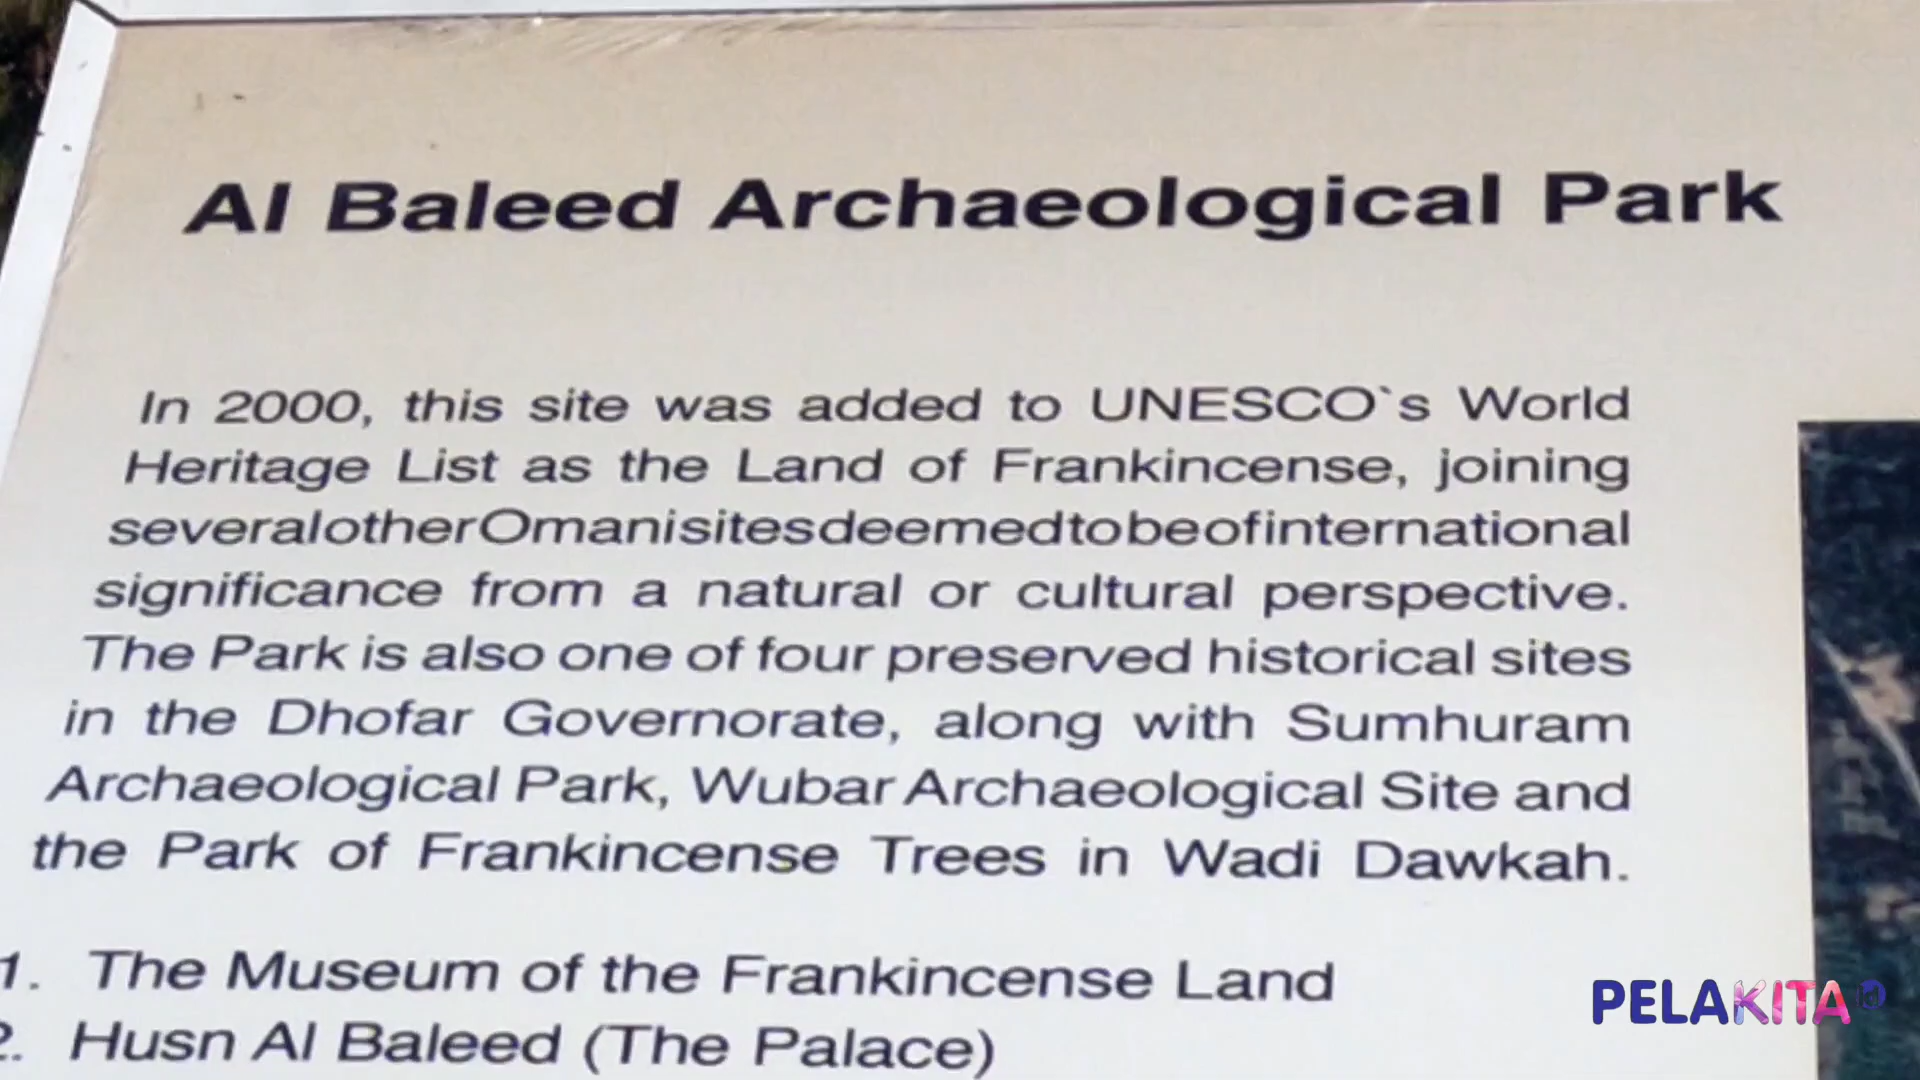 Al Baleed Archaeological Park
In 2000, this site was added to UNESCO`s World
Heritage List as the Land of Frankincense, joining
severalotherOmanisitesdeemedtobeofinternational
significance from a natural or cultural perspective.
The Park is also one of four preserved historical sites
in the Dhofar Governorate, along with Sumhuram
Archaeological Park, Wubar Archaeological Site and
the Park of Frankincense Trees in Wadi Dawkah.
1. The Museum of the Frankincense Land
2. Husn Al Baleed (The Palace)
PELAKITA